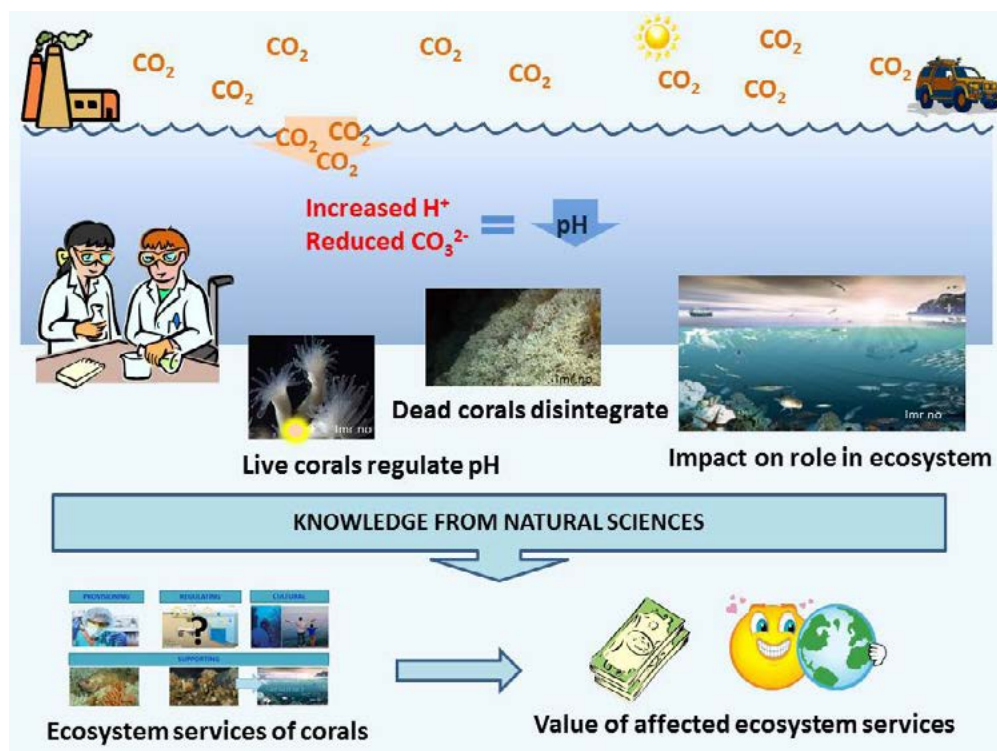 CO₂
CO₂
CO₂
CO₂
CO₂
CO₂
CO₂
CO₂
CO₂
CO₂
CO₂
CO₂
Increased H⁺
Reduced CO₃²⁻
= pH
Imr.no
Imr.no
Imr.no
Dead corals disintegrate
Live corals regulate pH
Impact on role in ecosystem
KNOWLEDGE FROM NATURAL SCIENCES
PROVISIONING
REGULATING
CULTURAL
?
SUPPORTING
Ecosystem services of corals
Value of affected ecosystem services